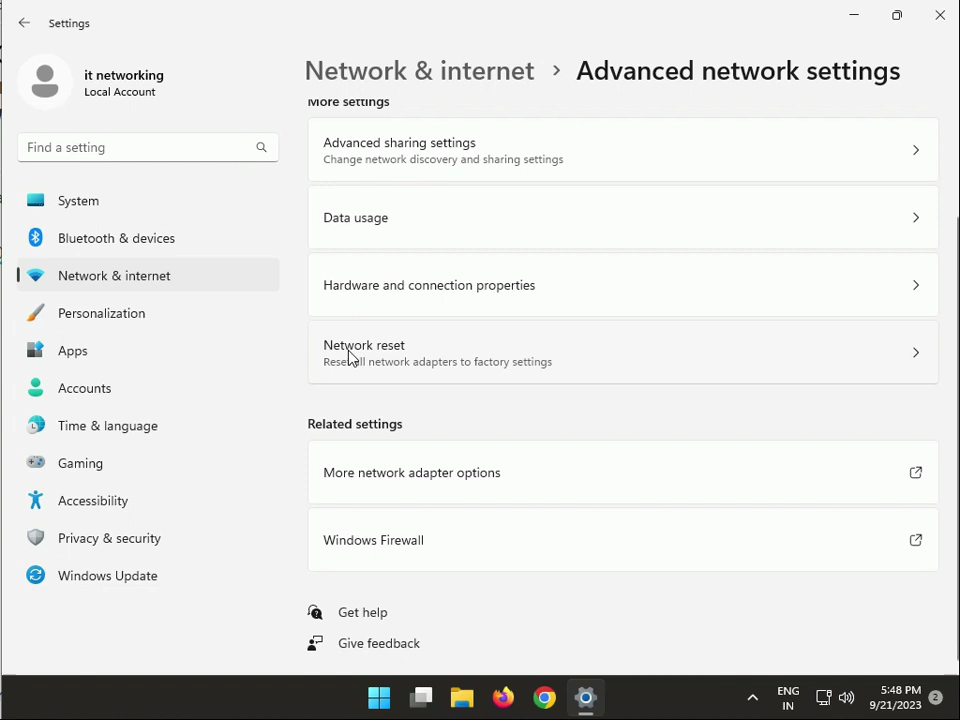 Settings
it networking
Local Account
Find a setting
System
Bluetooth & devices
Network & internet
Personalization
Apps
Accounts
Time & language
Gaming
Accessibility
Privacy & security
Windows Update
Network & internet > Advanced network settings
More settings
Advanced sharing settings
Change network discovery and sharing settings
Data usage
Hardware and connection properties
Network reset
Reset all network adapters to factory settings
Related settings
More network adapter options
Windows Firewall
Get help
Give feedback
ENG
IN
5:48 PM
9/21/2023
2